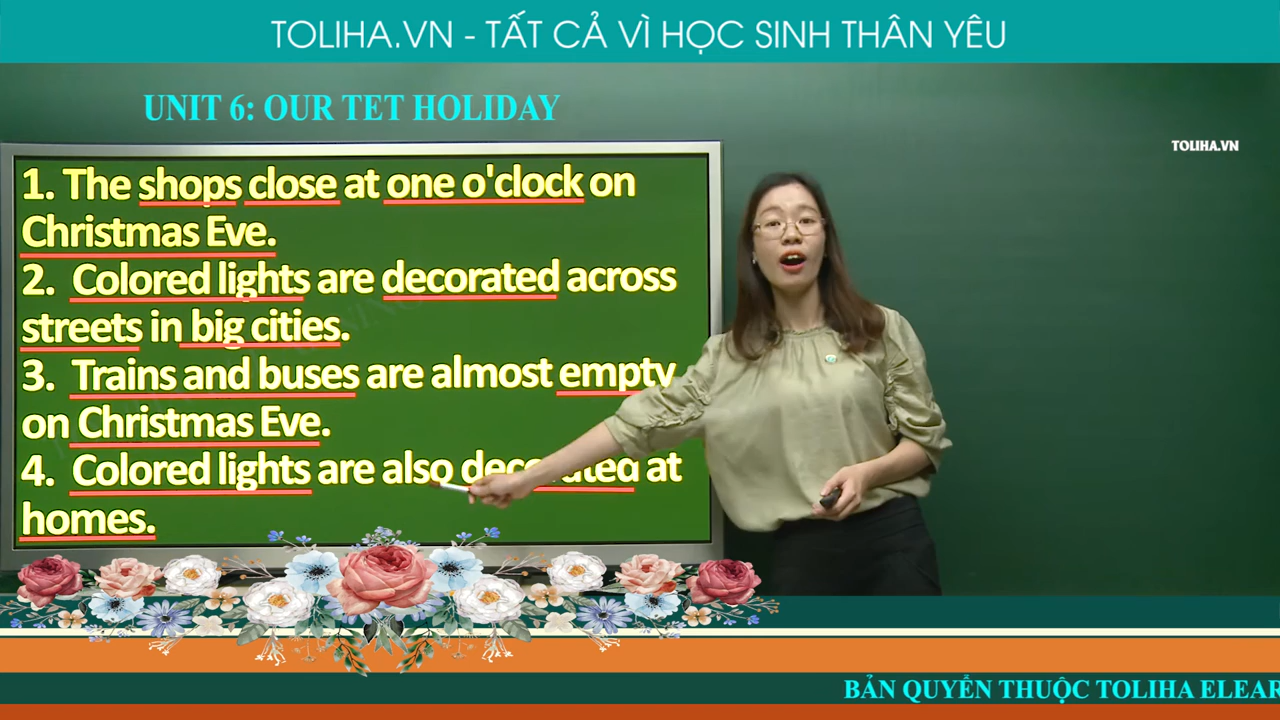 TOLIHA.VN - TẤT CẢ VÌ HỌC SINH THÂN YÊU
UNIT 6: OUR TET HOLIDAY
TOLIHA.VN
1. The shops close at one o'clock on
Christmas Eve.
2. Colored lights are decorated across
streets in big cities.
3. Trains and buses are almost empty
on Christmas Eve.
4. Colored lights are also decorated at
homes.
BẢN QUYỀN THUỘC TOLIHA ELEAR